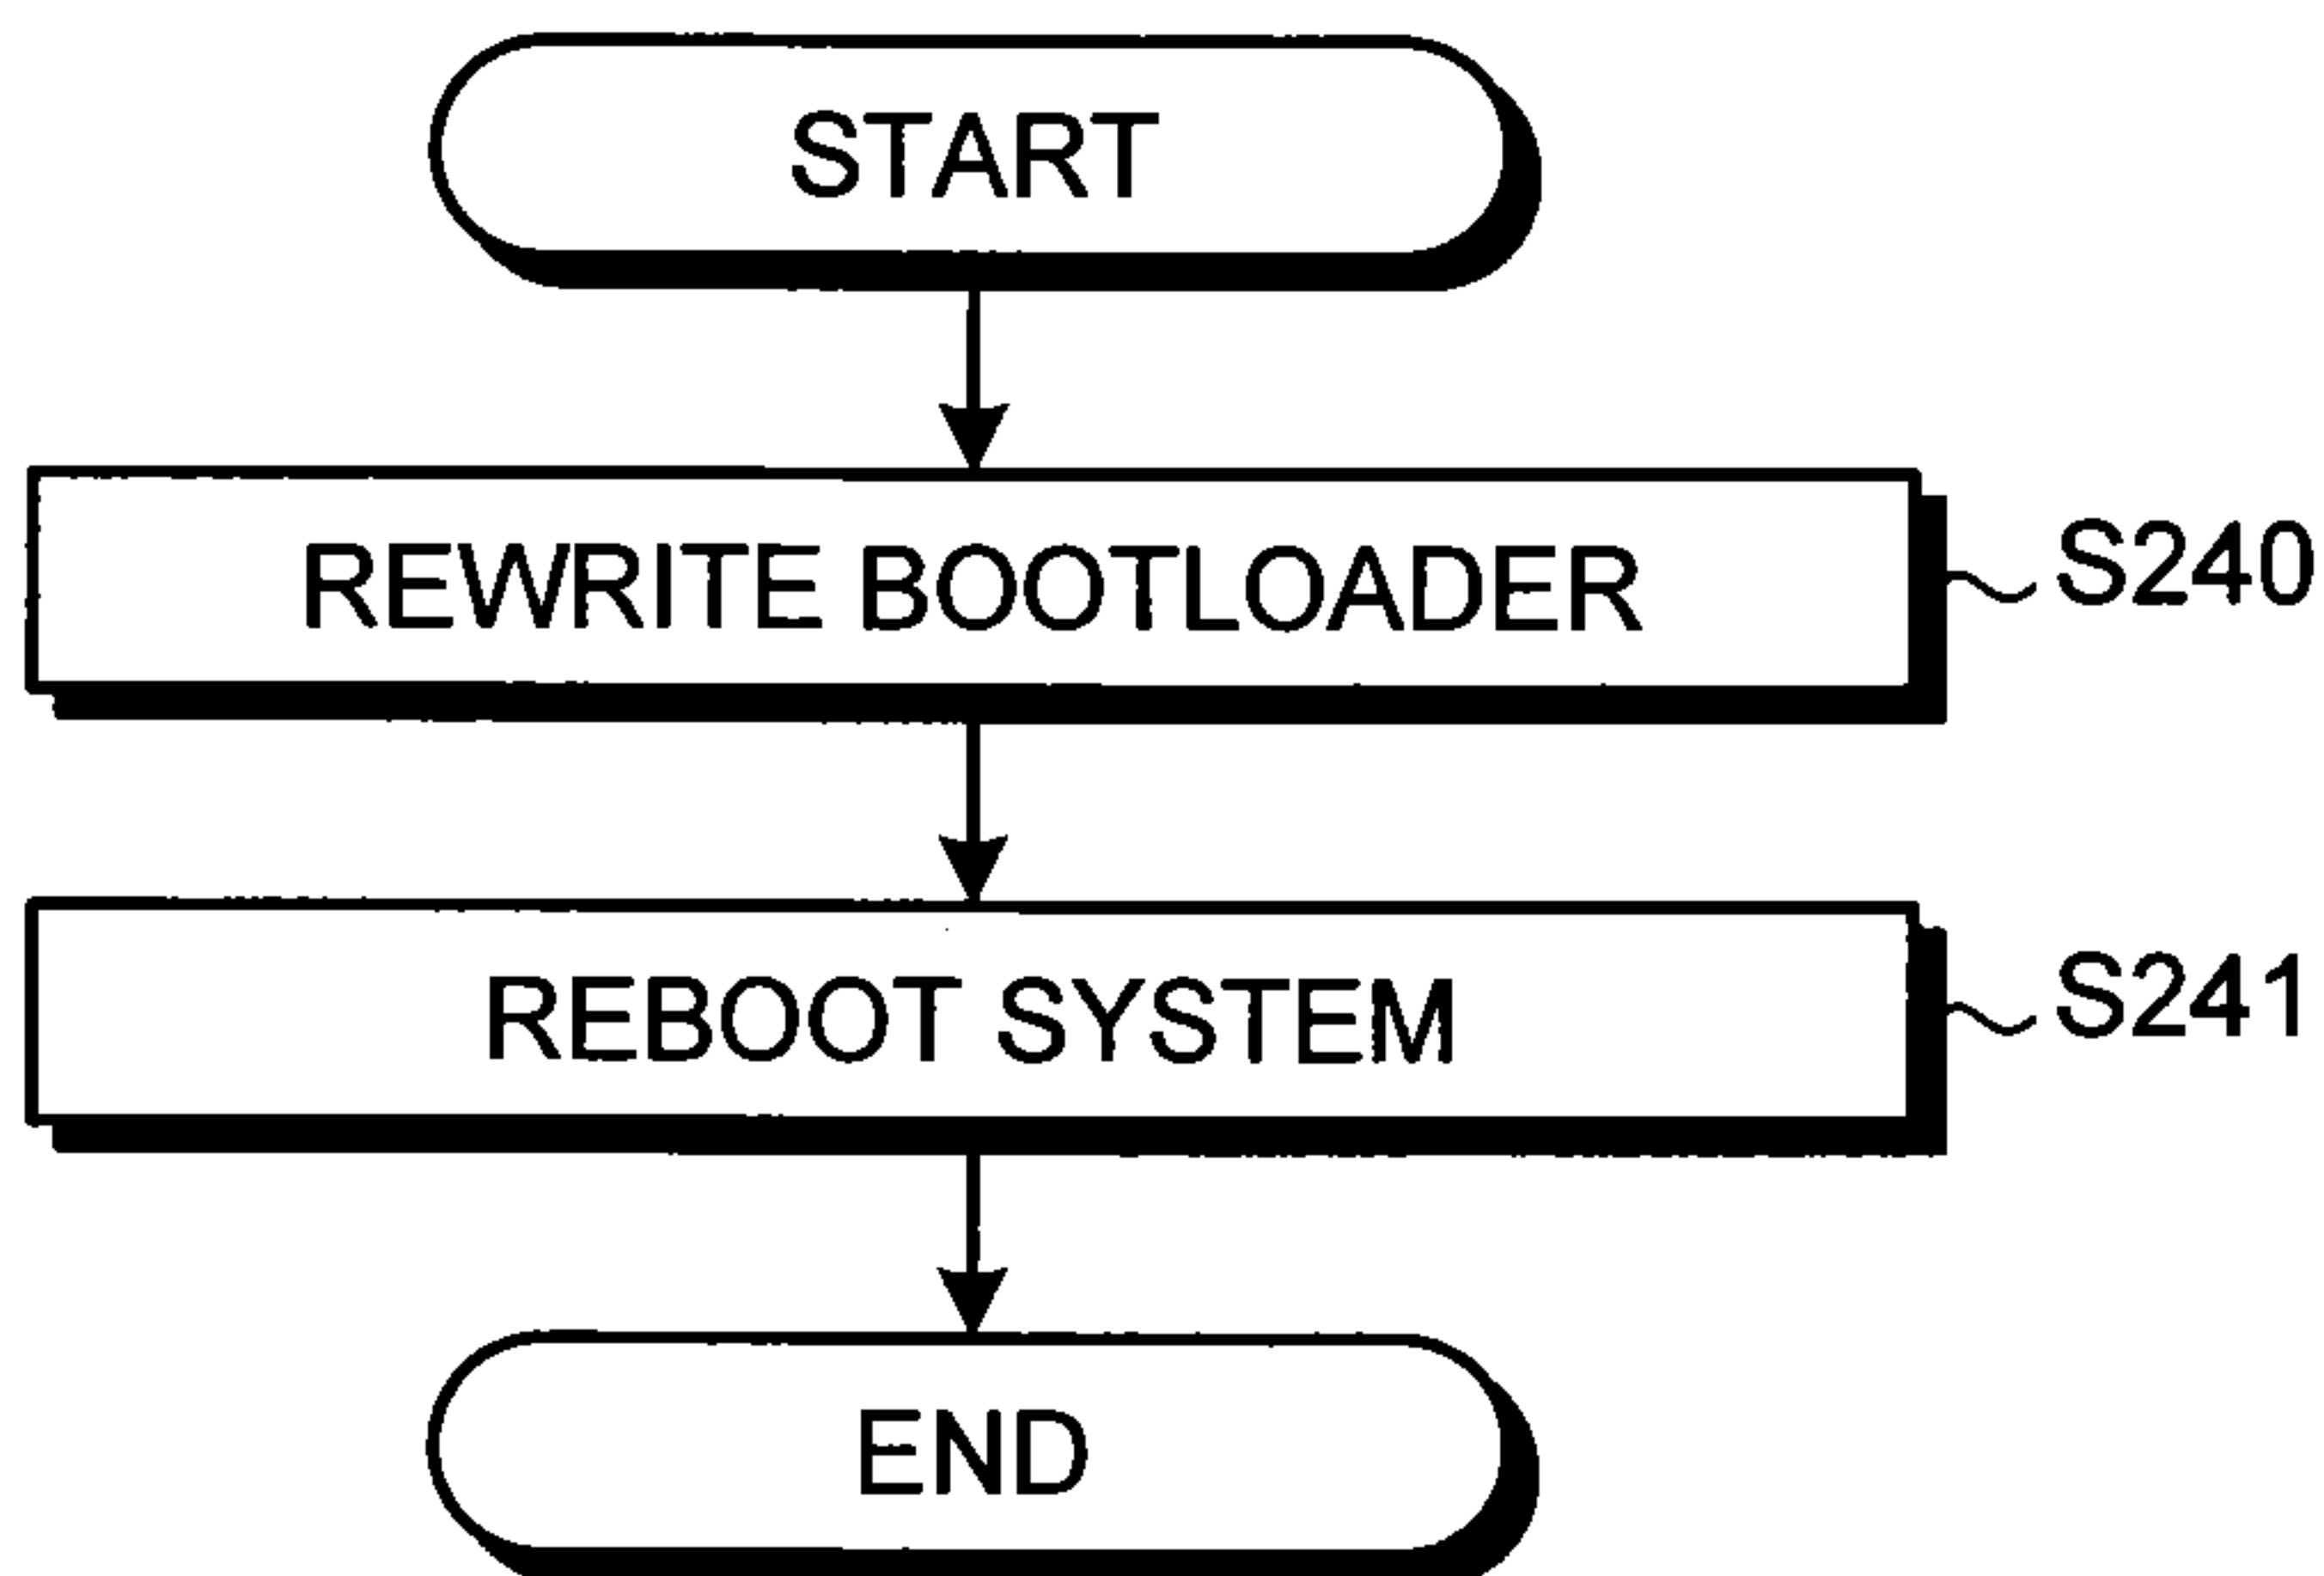 START
REWRITE BOOTLOADER
S240
REBOOT SYSTEM
S241
END